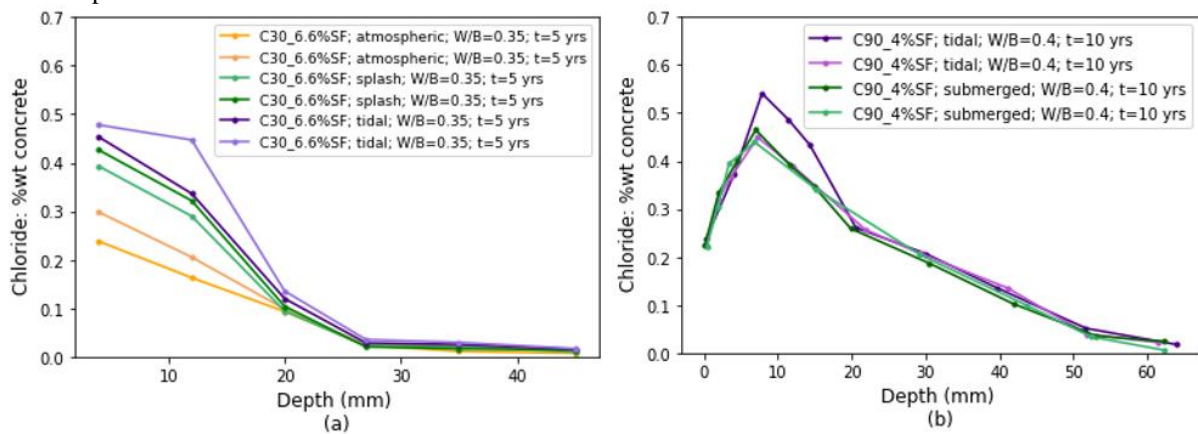 0.7
0.6
0.5
0.4
0.3
0.2
0.1
0.0
Chloride: %wt concrete
C30_6.6%SF; atmospheric; W/B=0.35; t=5 yrs
C30_6.6%SF; atmospheric; W/B=0.35; t=5 yrs
C30_6.6%SF; splash; W/B=0.35; t=5 yrs
C30_6.6%SF; splash; W/B=0.35; t=5 yrs
C30_6.6%SF; tidal; W/B=0.35; t=5 yrs
C30_6.6%SF; tidal; W/B=0.35; t=5 yrs
10 20 30 40
Depth (mm)
(a)
0.7
0.6
0.5
0.4
0.3
0.2
0.1
0.0
Chloride: %wt concrete
C90_4%SF; tidal; W/B=0.4; t=10 yrs
C90_4%SF; tidal; W/B=0.4; t=10 yrs
C90_4%SF; submerged; W/B=0.4; t=10 yrs
C90_4%SF; submerged; W/B=0.4; t=10 yrs
0 10 20 30 40 50 60
Depth (mm)
(b)